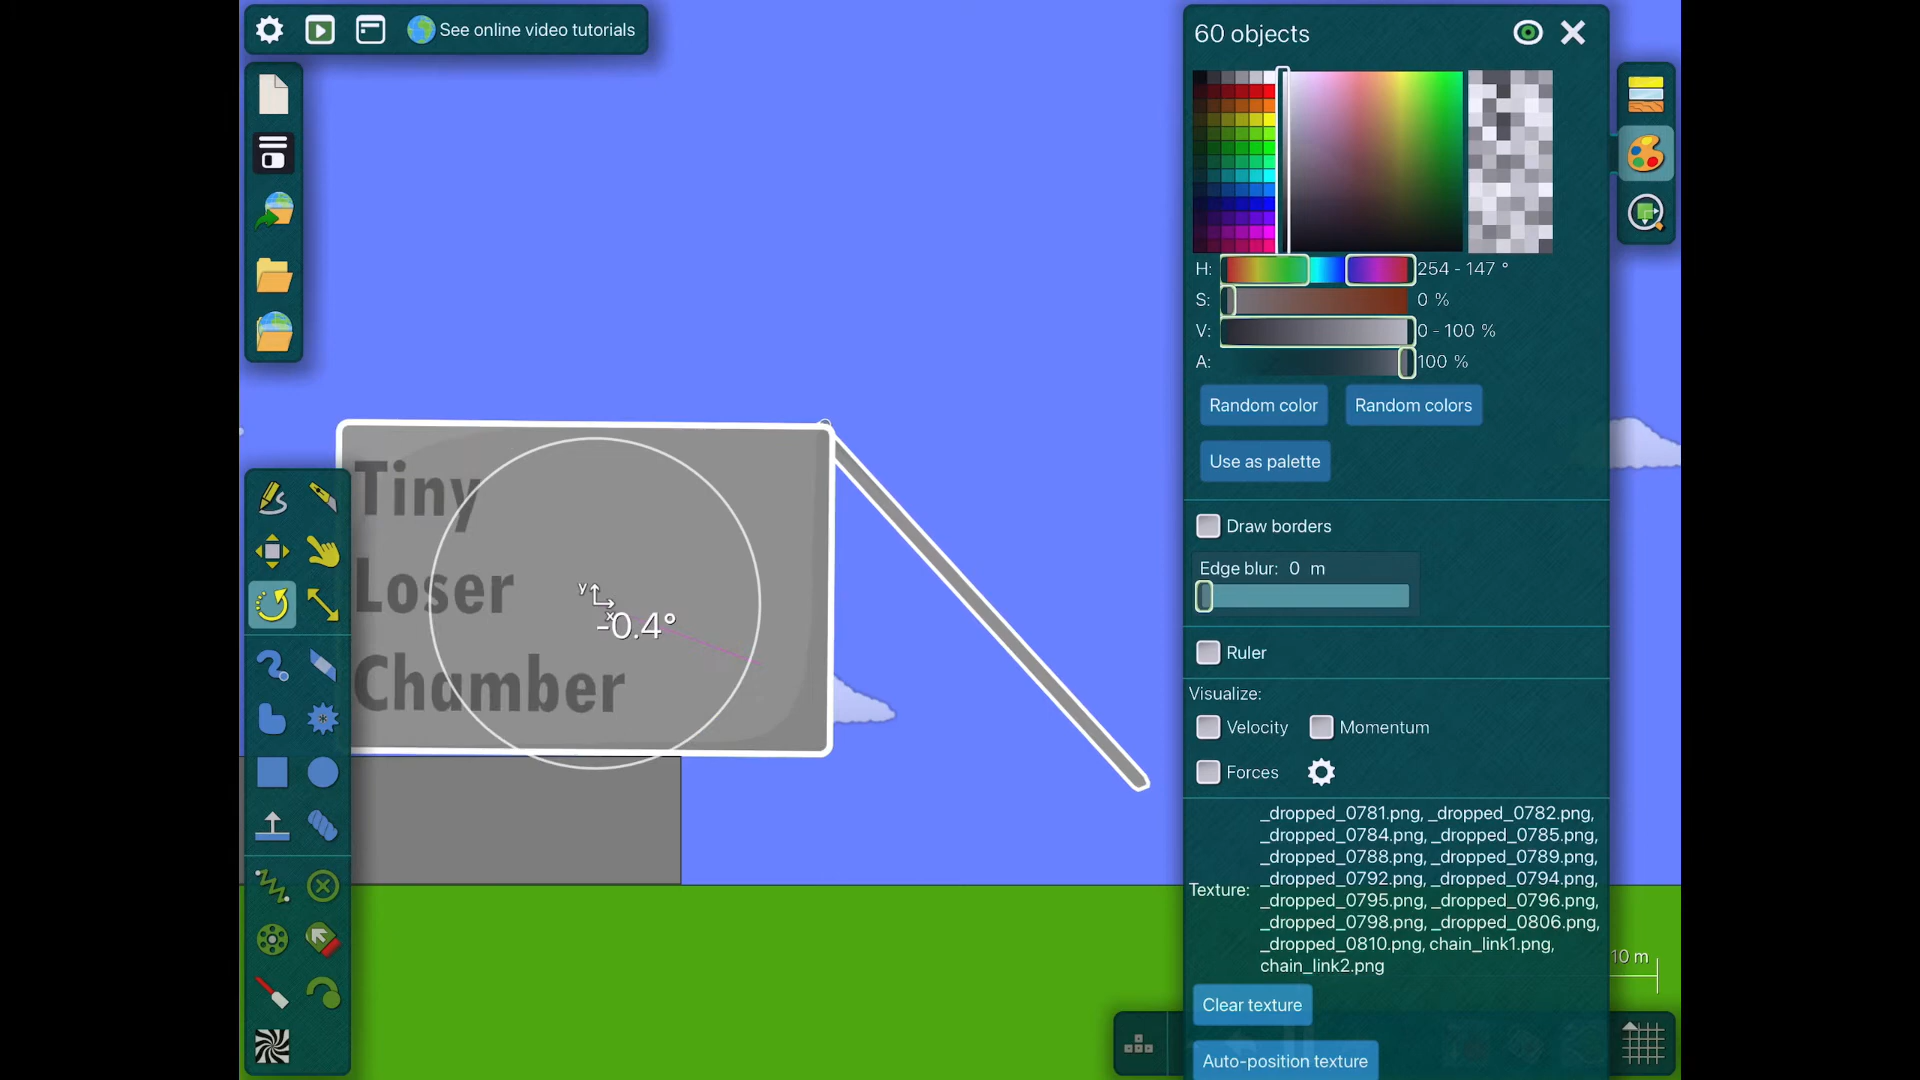 See online video tutorials
60 objects
H: 254 - 147 °
S: 0 %
V: 0 - 100 %
A: 100 %
Random color Random colors
Use as palette
Draw borders
Edge blur: 0 m
Ruler
Visualize:
Velocity Momentum
Forces
Texture:
_dropped_0781.png, _dropped_0782.png,
_dropped_0784.png, _dropped_0785.png,
_dropped_0788.png, _dropped_0789.png,
_dropped_0792.png, _dropped_0794.png,
_dropped_0795.png, _dropped_0796.png,
_dropped_0798.png, _dropped_0806.png,
_dropped_0810.png, chain_link1.png,
chain_link2.png
Clear texture
Auto-position texture
Tiny
Loser
Chamber
y
x
-0.4°
10 m